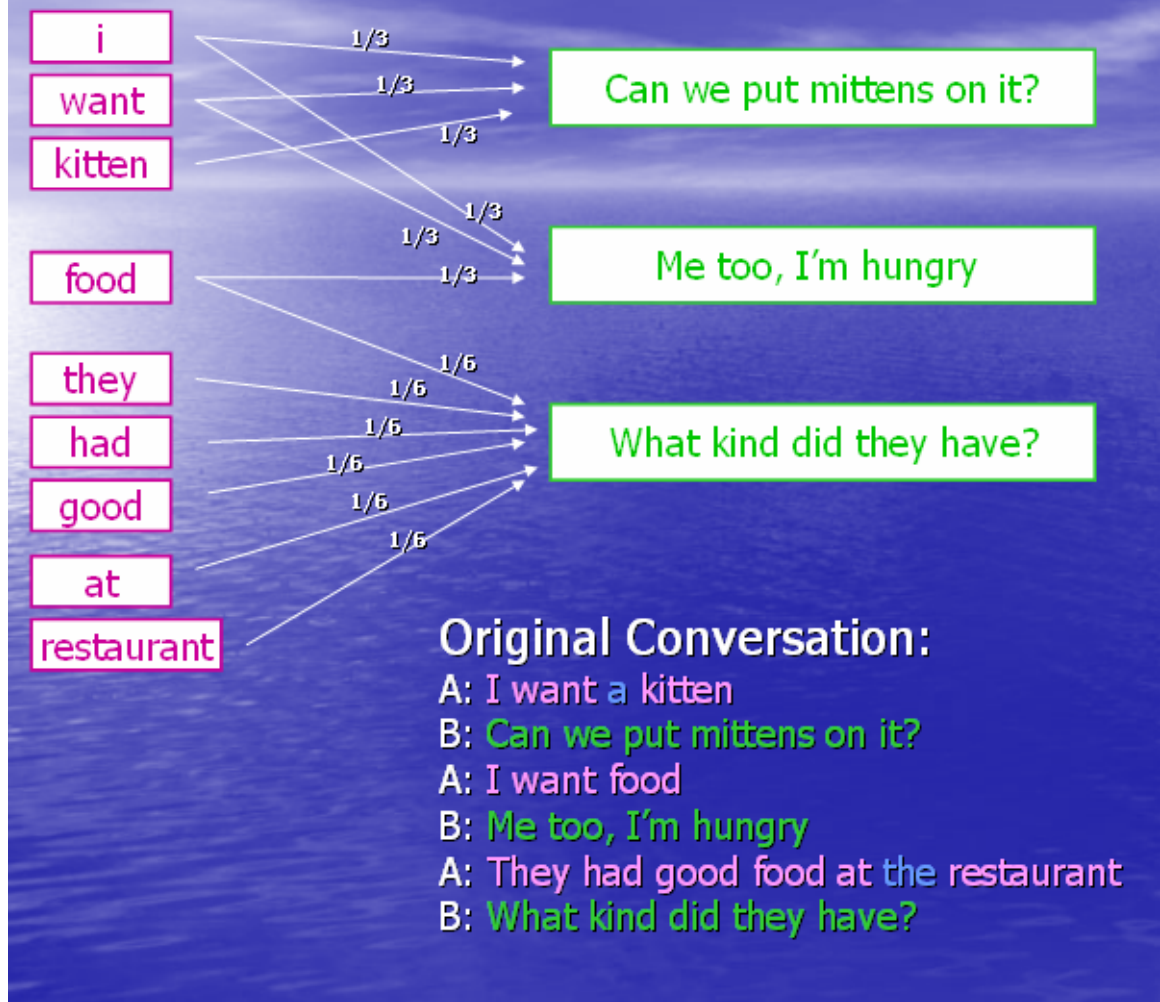 i
1/3
want
1/3
Can we put mittens on it?
kitten
1/3
1/3
1/3
food
1/3
Me too, I'm hungry
they
1/6
1/6
had
1/6
What kind did they have?
good
1/6
1/6
at
1/6
restaurant
Original Conversation:
A: I want a kitten
B: Can we put mittens on it?
A: I want food
B: Me too, I'm hungry
A: They had good food at the restaurant
B: What kind did they have?